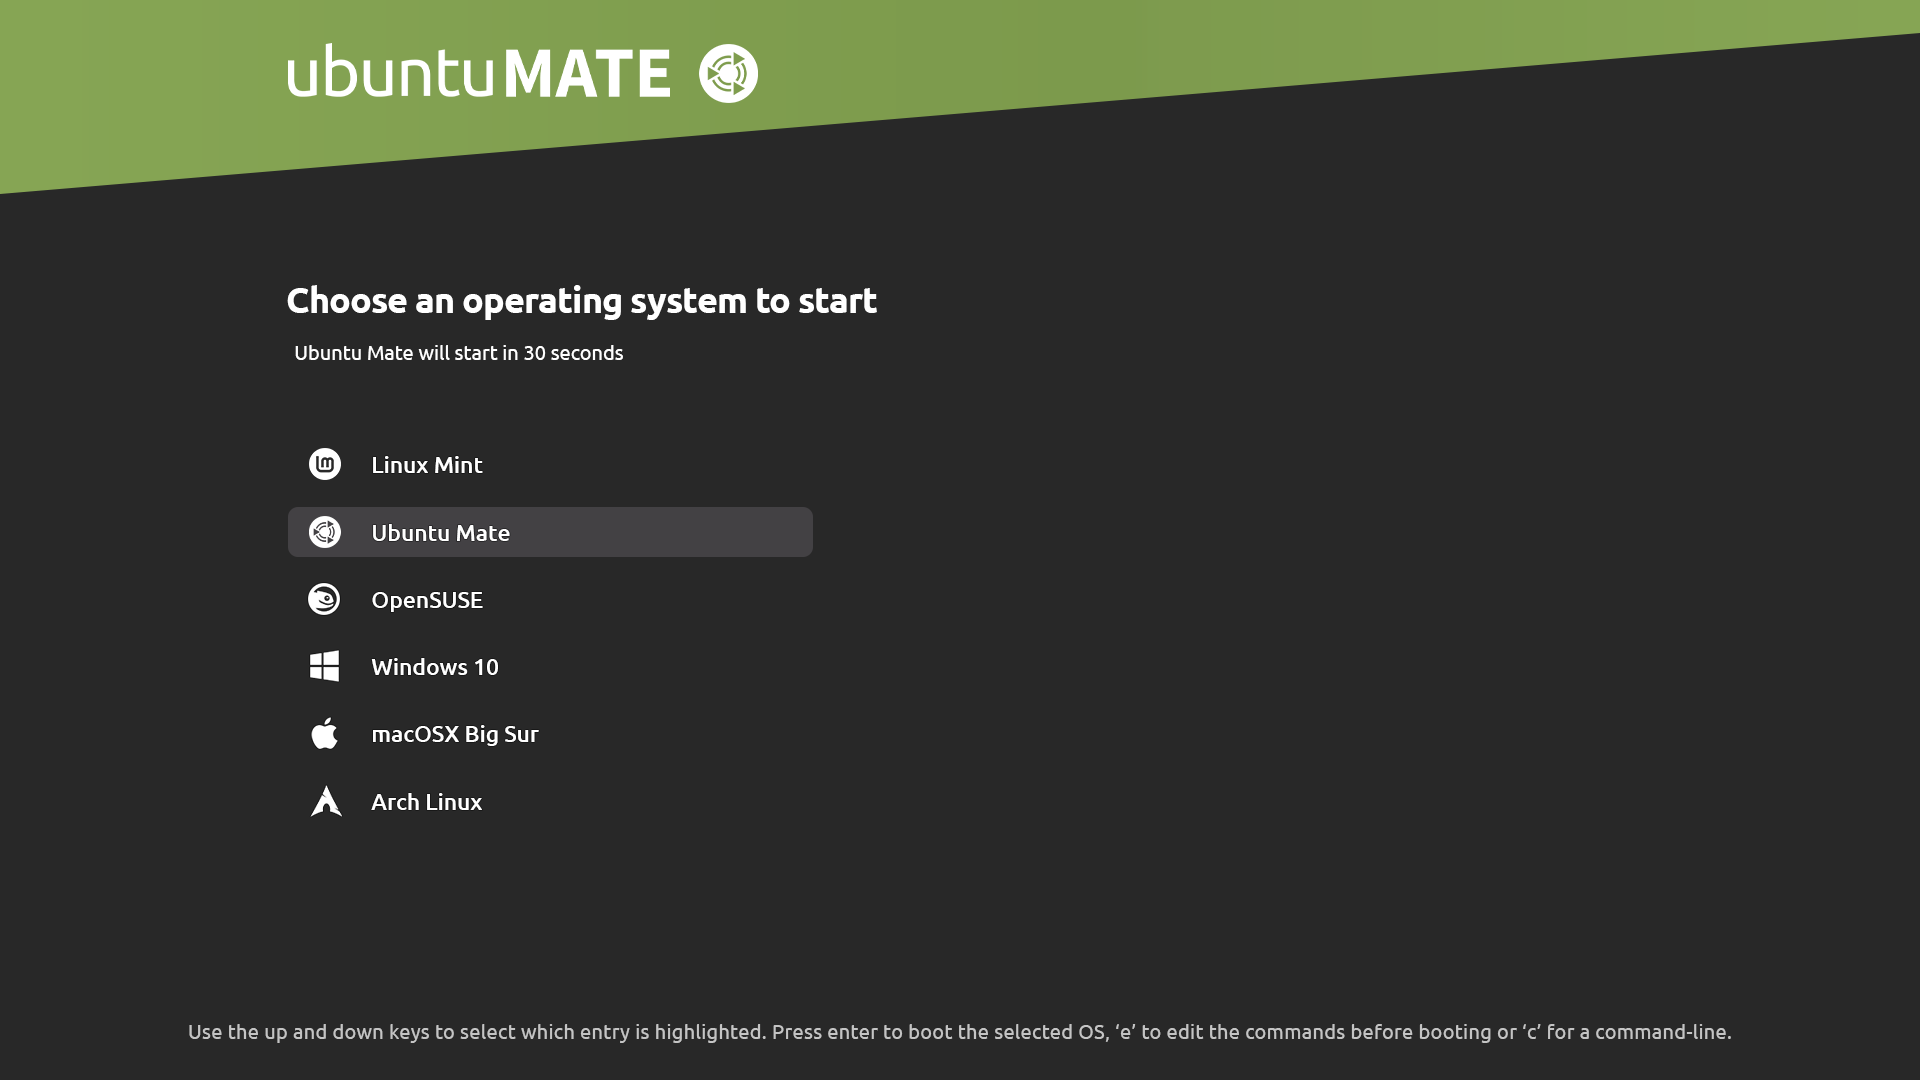 ubuntu MATE
Choose an operating system to start
Ubuntu Mate will start in 30 seconds
Linux Mint
Ubuntu Mate
OpenSUSE
Windows 10
macOSX Big Sur
Arch Linux
Use the up and down keys to select which entry is highlighted. Press enter to boot the selected OS, ‘e’ to edit the commands before booting or ‘c’ for a command-line.